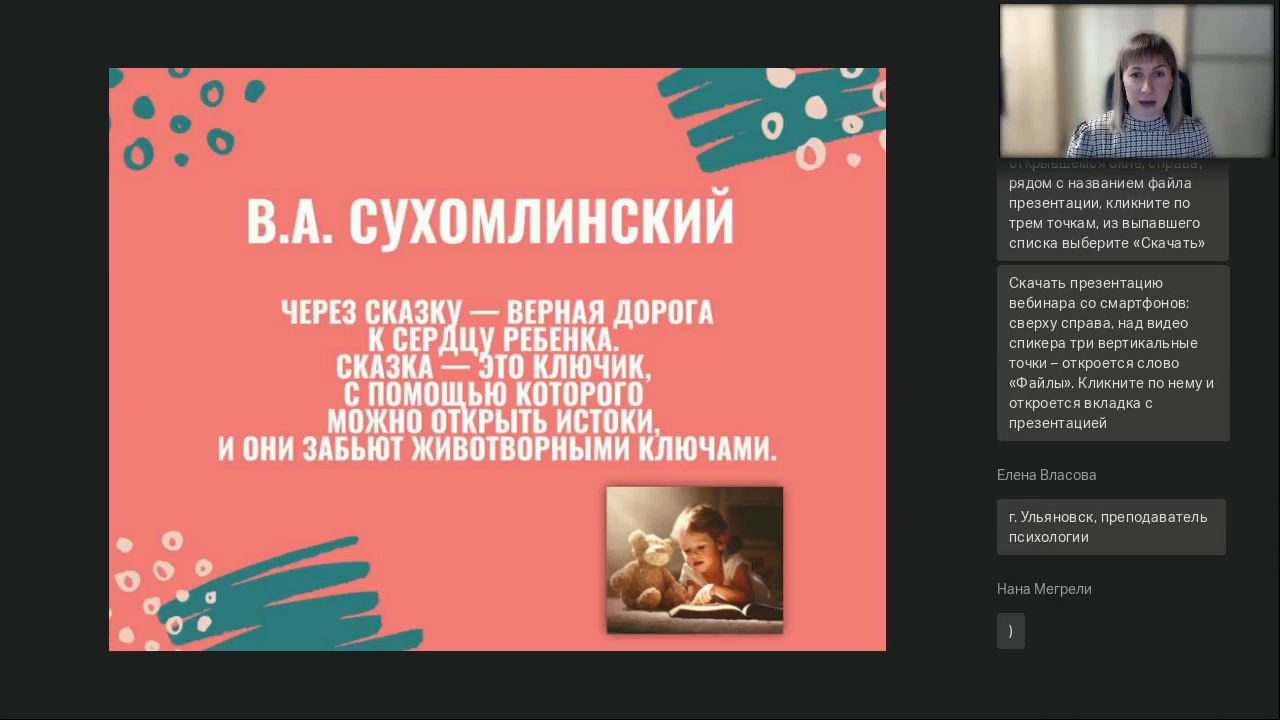 В.А. СУХОМЛИНСКИЙ
ЧЕРЕЗ СКАЗКУ — ВЕРНАЯ ДОРОГА
К СЕРДЦУ РЕБЕНКА.
СКАЗКА — ЭТО КЛЮЧИК,
С ПОМОЩЬЮ КОТОРОГО
МОЖНО ОТКРЫТЬ ИСТОКИ,
И ОНИ ЗАБЬЮТ ЖИВОТВОРНЫМИ КЛЮЧАМИ.
открывшемся окне, справа,
рядом с названием файла
презентации, кликните по
трем точкам, из выпавшего
списка выберите «Скачать»
Скачать презентацию
вебинара со смартфонов:
сверху справа, над видео
спикера три вертикальные
точки – откроется слово
«Файлы». Кликните по нему и
откроется вкладка с
презентацией
Елена Власова
г. Ульяновск, преподаватель
психологии
Нана Мегрели
)